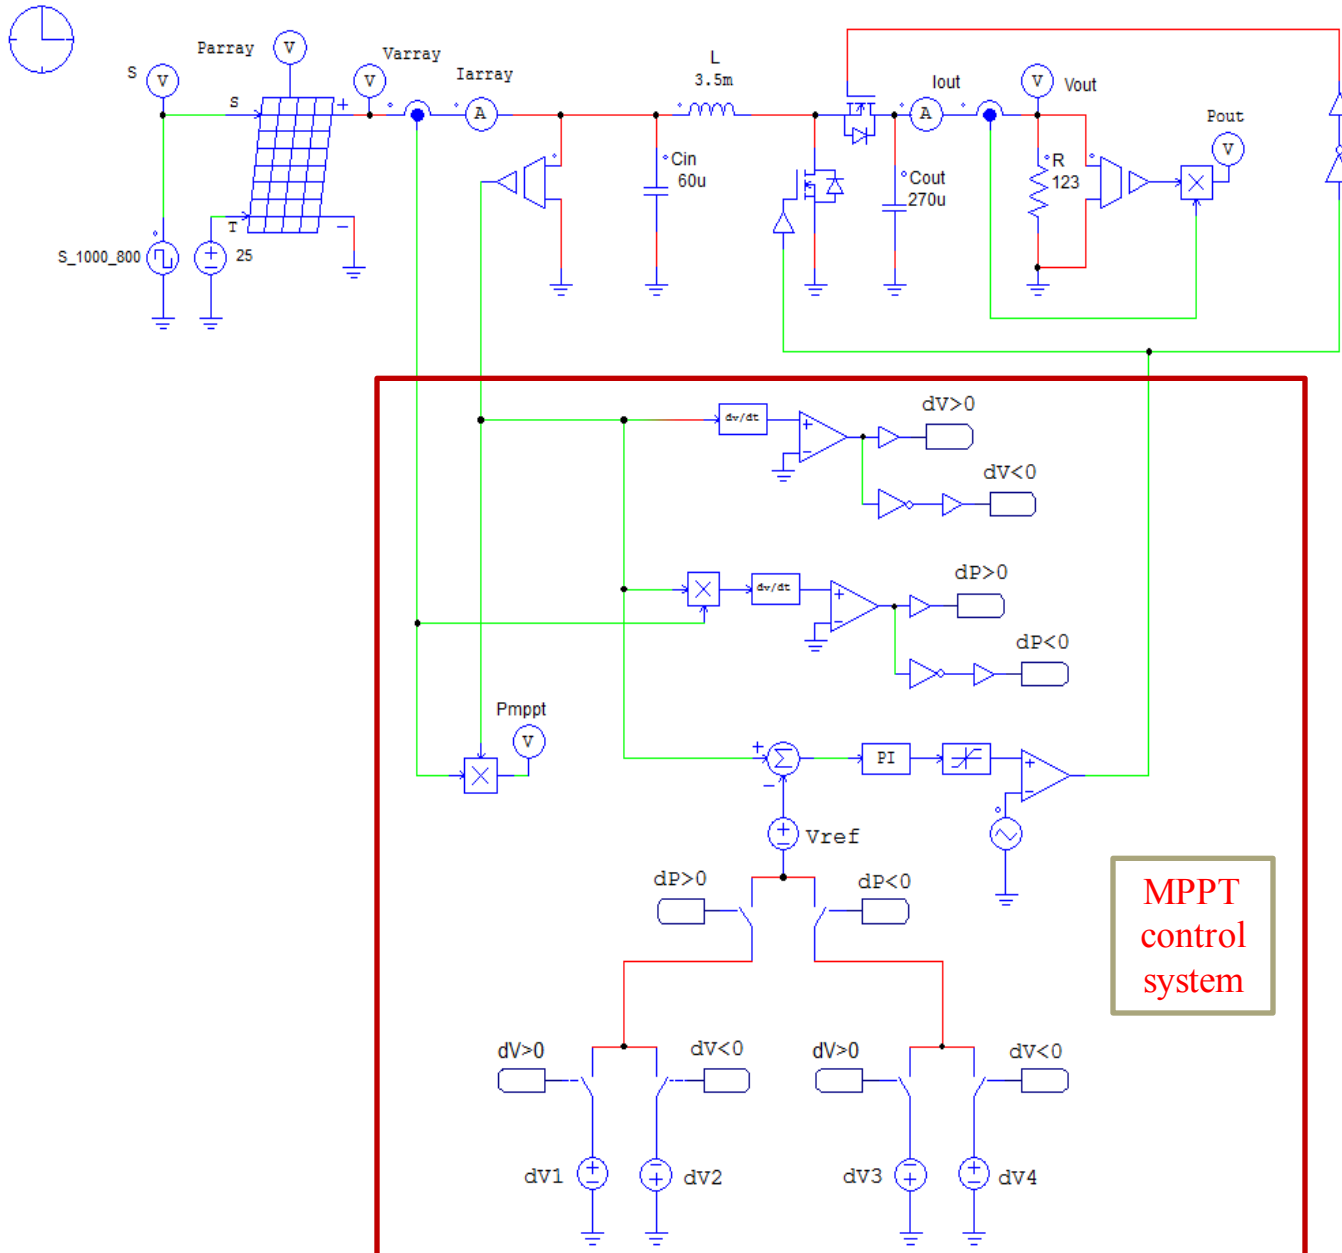 Parray
V
Varray
S
V
V
Iarray
L
3.5m
Iout
V
Vout
S
+
A
A
Pout
V
Cin
60u
Cout
270u
R
123
T
−
S_1000_800
+
−
25
dV>0
dv/dt
+
−
dV<0
dP>0
dv/dt
+
−
dP<0
Pmppt
V
+
Σ
−
PI
+
−
+
−
Vref
dP>0
dP<0
MPPT
control
system
dV>0
dV<0
dV>0
dV<0
dV1
+
−
−
+
dV2
dV3
−
+
+
−
dV4